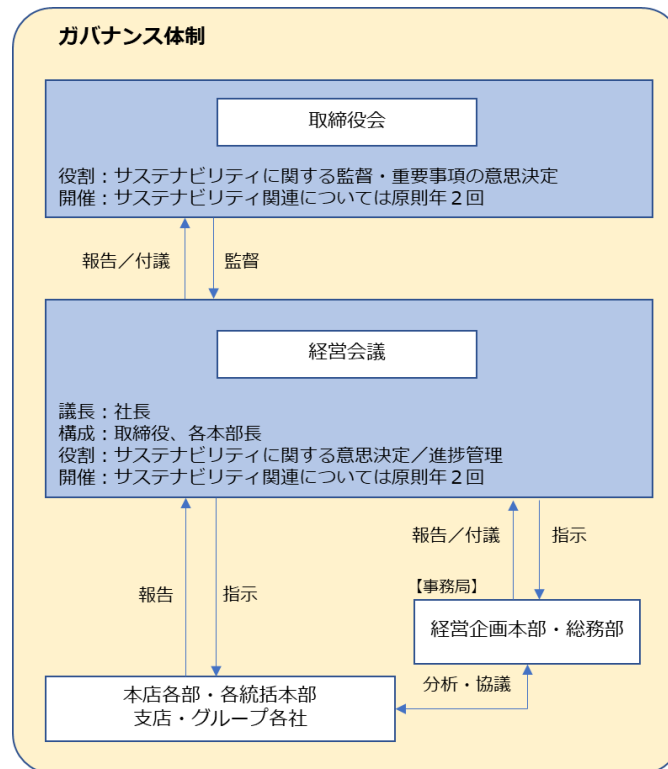 ガバナンス体制
取締役会
役割：サステナビリティに関する監督・重要事項の意思決定
開催：サステナビリティ関連については原則年２回
報告／付議
監督
経営会議
議長：社長
構成：取締役、各本部長
役割：サステナビリティに関する意思決定／進捗管理
開催：サステナビリティ関連については原則年２回
報告／付議
指示
報告
指示
【事務局】
経営企画本部・総務部
分析・協議
本店各部・各統括本部
支店・グループ各社